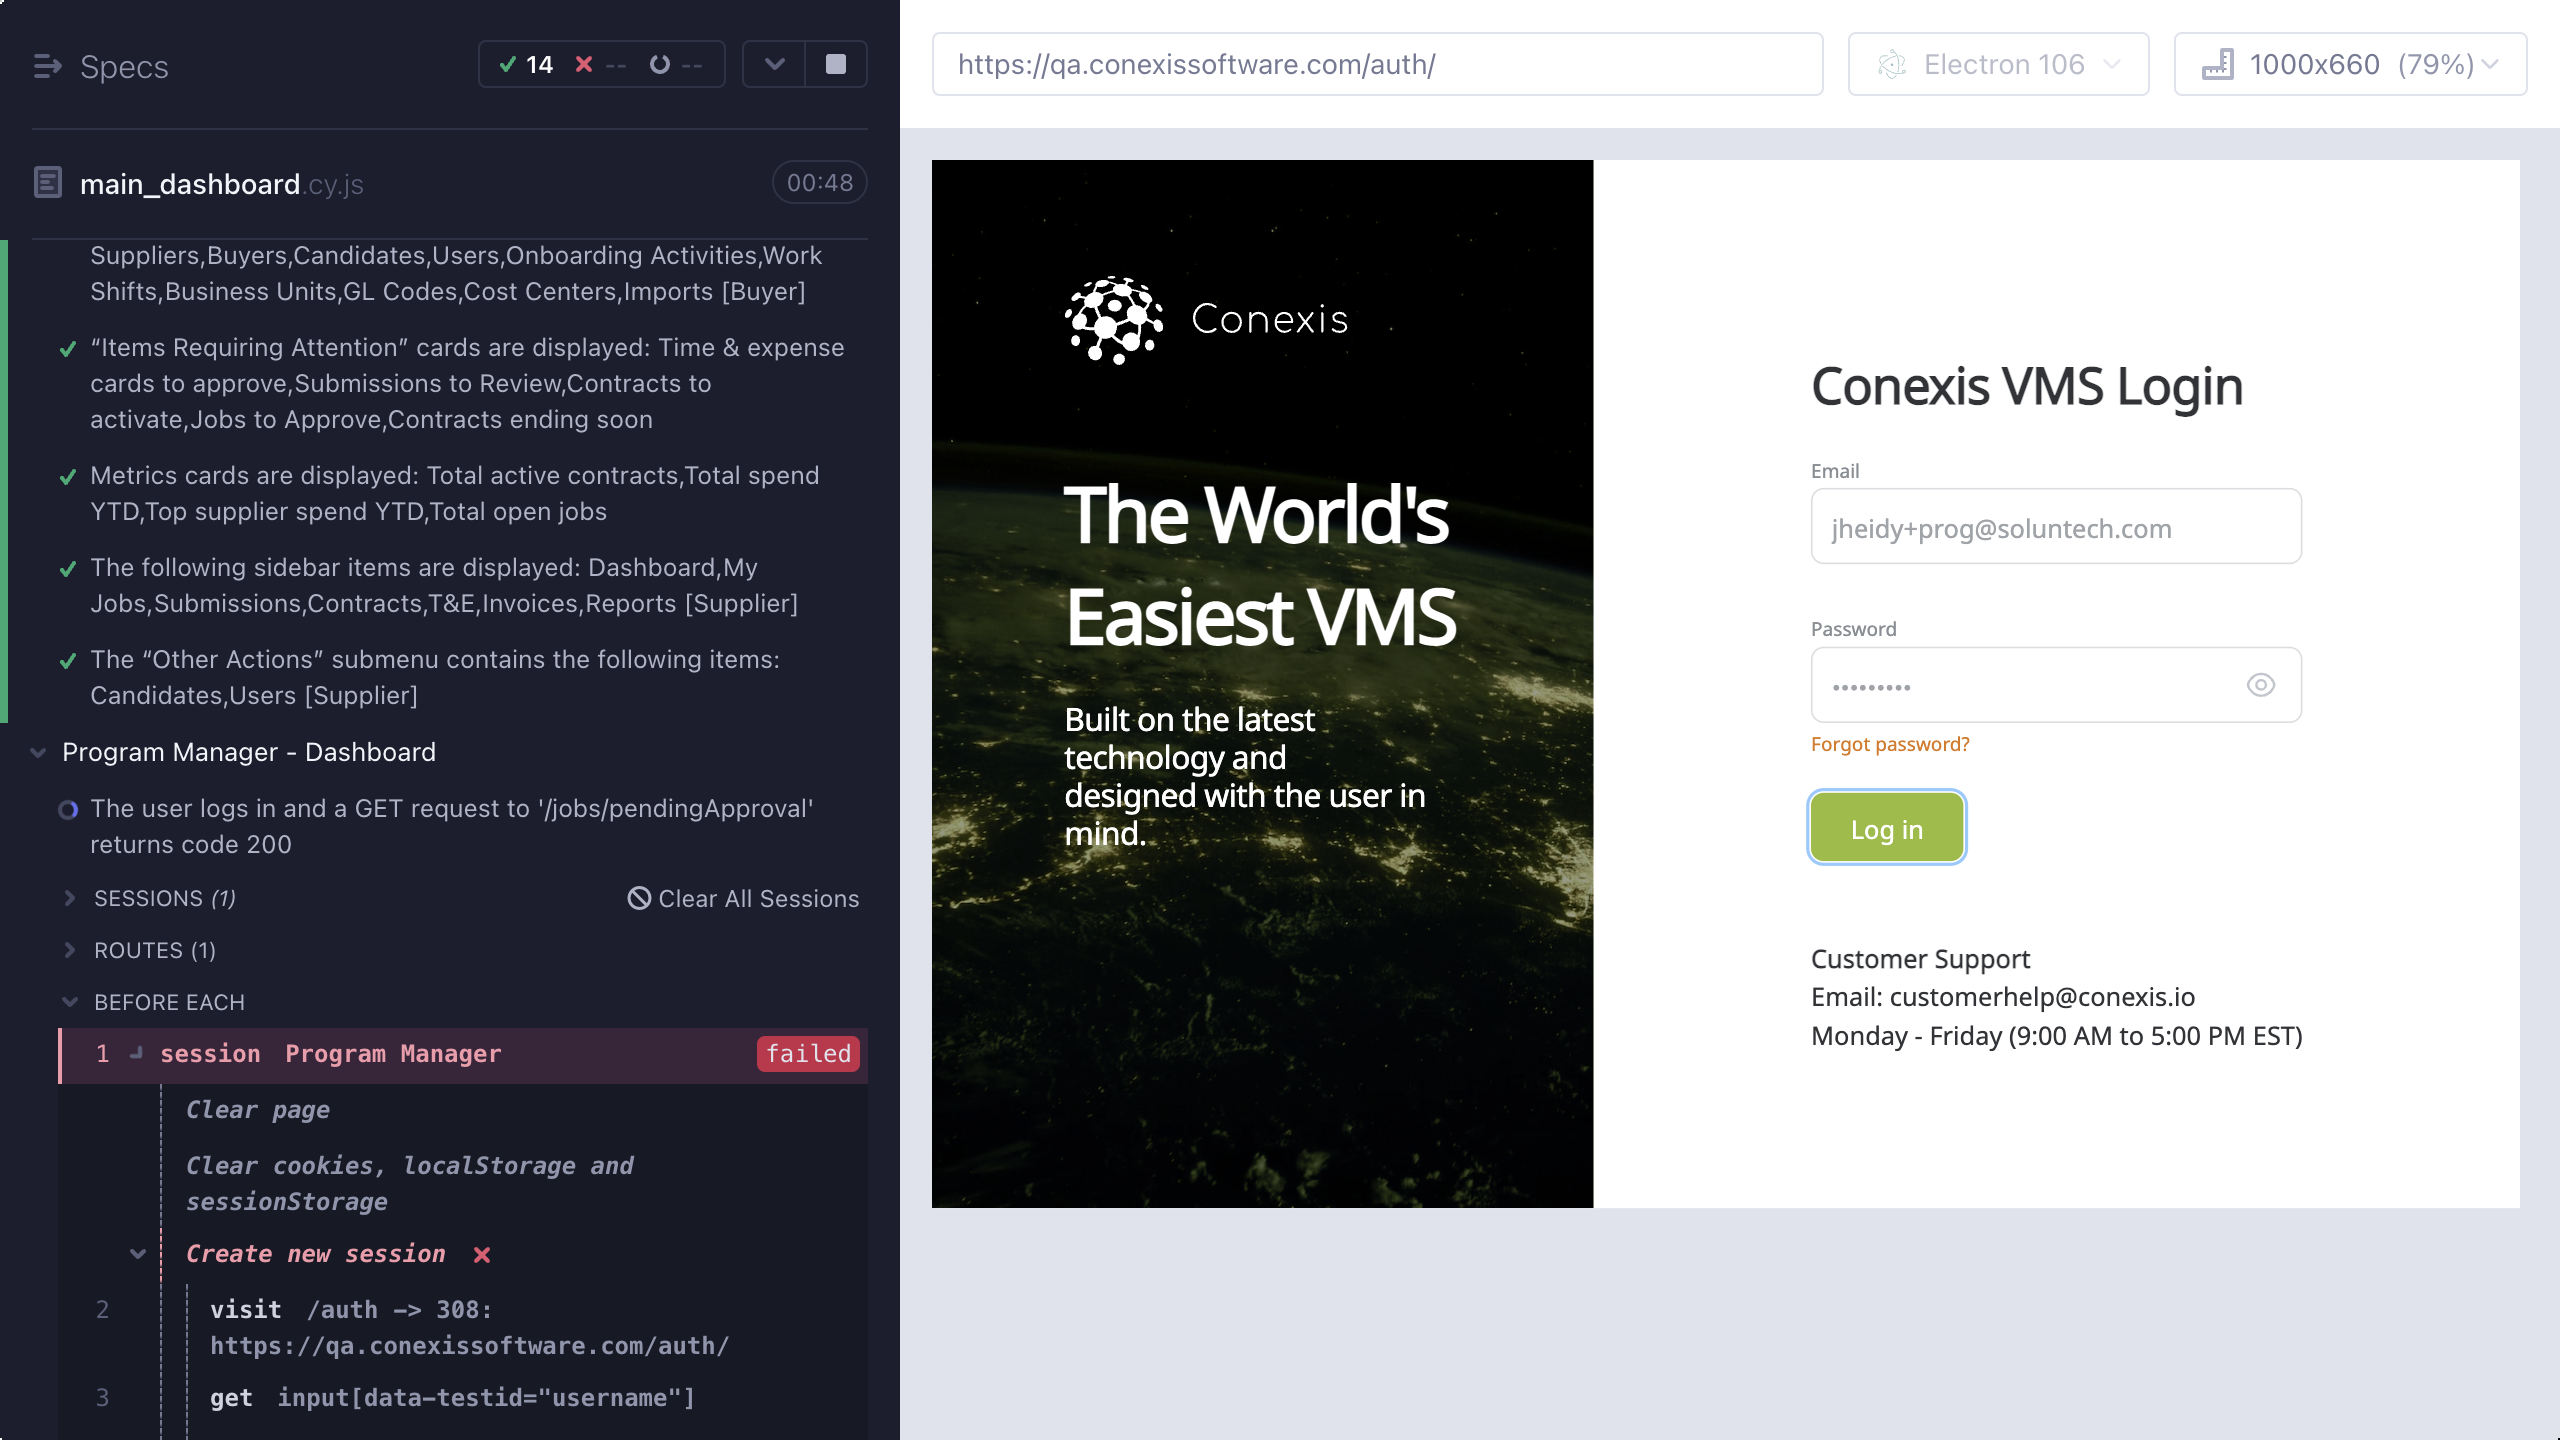 Specs
14 -- --
main_dashboard.cy.js
00:48
Suppliers,Buyers,Candidates,Users,Onboarding Activities,Work
Shifts,Business Units,GL Codes,Cost Centers,Imports [Buyer]
“Items Requiring Attention” cards are displayed: Time & expense
cards to approve,Submissions to Review,Contracts to
activate,Jobs to Approve,Contracts ending soon
Metrics cards are displayed: Total active contracts,Total spend
YTD,Top supplier spend YTD,Total open jobs
The following sidebar items are displayed: Dashboard,My
Jobs,Submissions,Contracts,T&E,Invoices,Reports [Supplier]
The “Other Actions” submenu contains the following items:
Candidates,Users [Supplier]
Program Manager - Dashboard
The user logs in and a GET request to '/jobs/pendingApproval'
returns code 200
SESSIONS (1)
Clear All Sessions
ROUTES (1)
BEFORE EACH
1 session Program Manager failed
Clear page
Clear cookies, localStorage and
sessionStorage
Create new session
2 visit /auth -> 308:
https://qa.conexissoftware.com/auth/
3 get input[data-testid="username"]
https://qa.conexissoftware.com/auth/
Electron 106
1000x660 (79%)
Conexis
The World's
Easiest VMS
Built on the latest
technology and
designed with the user in
mind.
Conexis VMS Login
Email
jheidy+prog@soluntech.com
Password
•••••••••
Forgot password?
Log in
Customer Support
Email: customerhelp@conexis.io
Monday - Friday (9:00 AM to 5:00 PM EST)